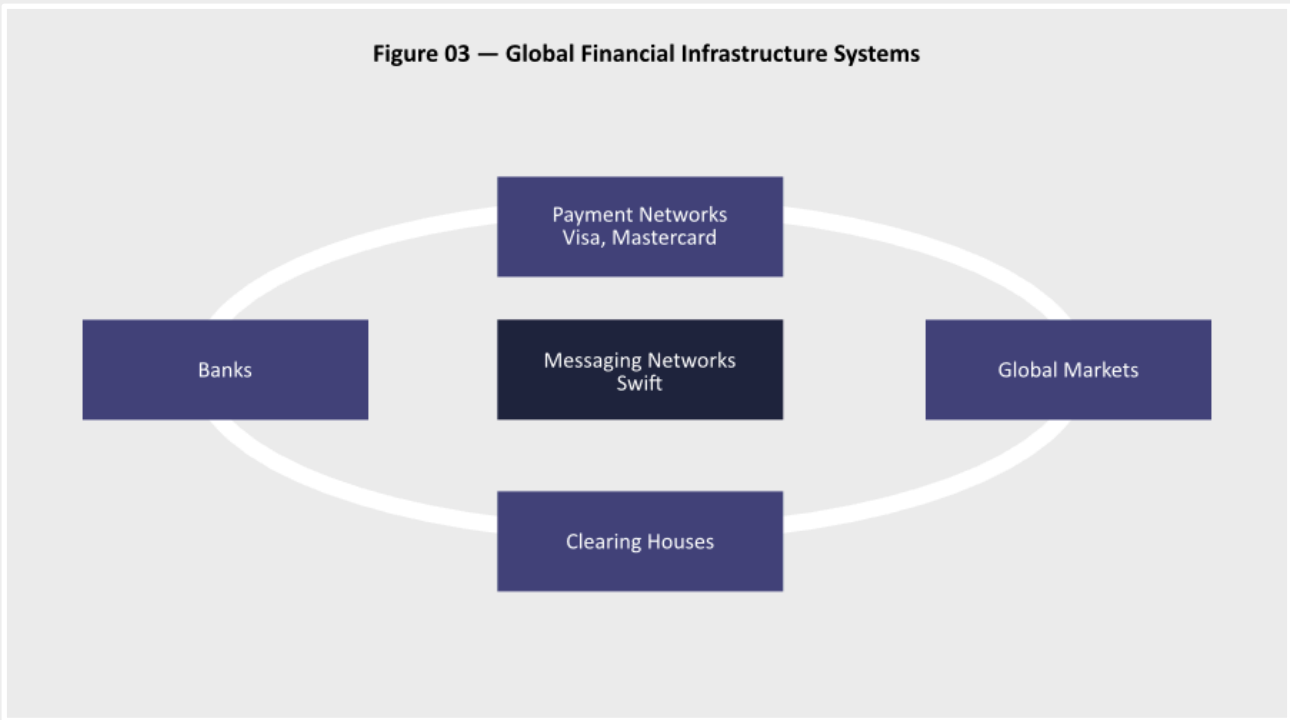 Figure 03 — Global Financial Infrastructure Systems
Payment Networks
Visa, Mastercard
Banks
Messaging Networks
Swift
Global Markets
Clearing Houses